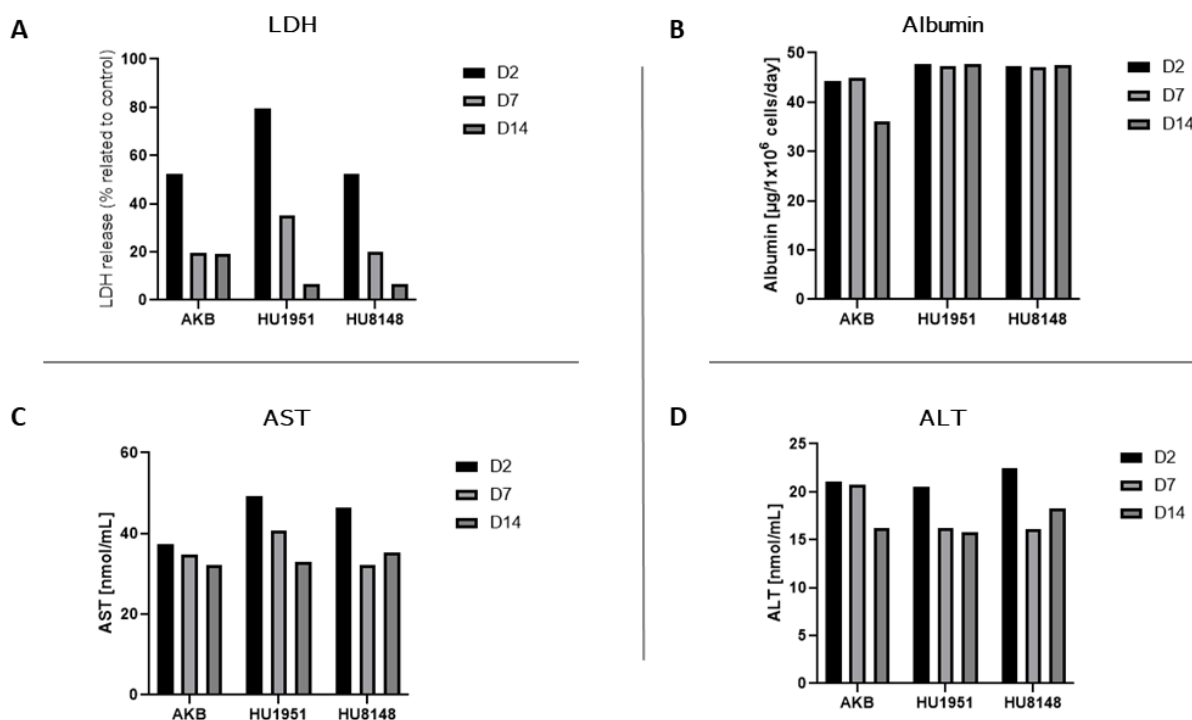 A
LDH
LDH release (% related to control)
100
80
60
40
20
0
AKB HU1951 HU8148
D2
D7
D14
B
Albumin
Albumin [µg/1x10⁶ cells/day]
50
40
30
20
10
0
AKB HU1951 HU8148
D2
D7
D14
C
AST
AST [nmol/mL]
60
40
20
0
AKB HU1951 HU8148
D2
D7
D14
D
ALT
ALT [nmol/mL]
25
20
15
10
5
0
AKB HU1951 HU8148
D2
D7
D14